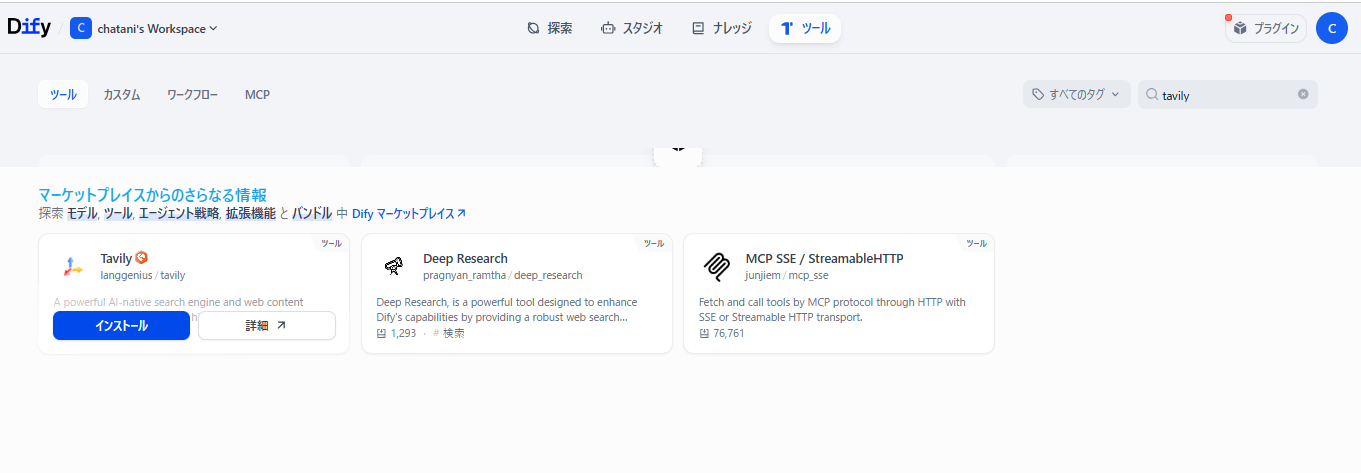 Dify / C chatani's Workspace 探索 スタジオ ナレッジ ツール プラグイン C
ツール カスタム ワークフロー MCP すべてのタグ tavily
マーケットプレイスからのさらなる情報
探索 モデル, ツール, エージェント戦略, 拡張機能 と バンドル 中 Dify マーケットプレイス
ツール
Tavily
langgenius / tavily
A powerful AI-native search engine and web content
インストール 詳細
ツール
Deep Research
pragnyan_ramtha / deep_research
Deep Research, is a powerful tool designed to enhance
Dify's capabilities by providing a robust web search...
1,293 · # 検索
ツール
MCP SSE / StreamableHTTP
junjiem / mcp_sse
Fetch and call tools by MCP protocol through HTTP with
SSE or Streamable HTTP transport.
76,761